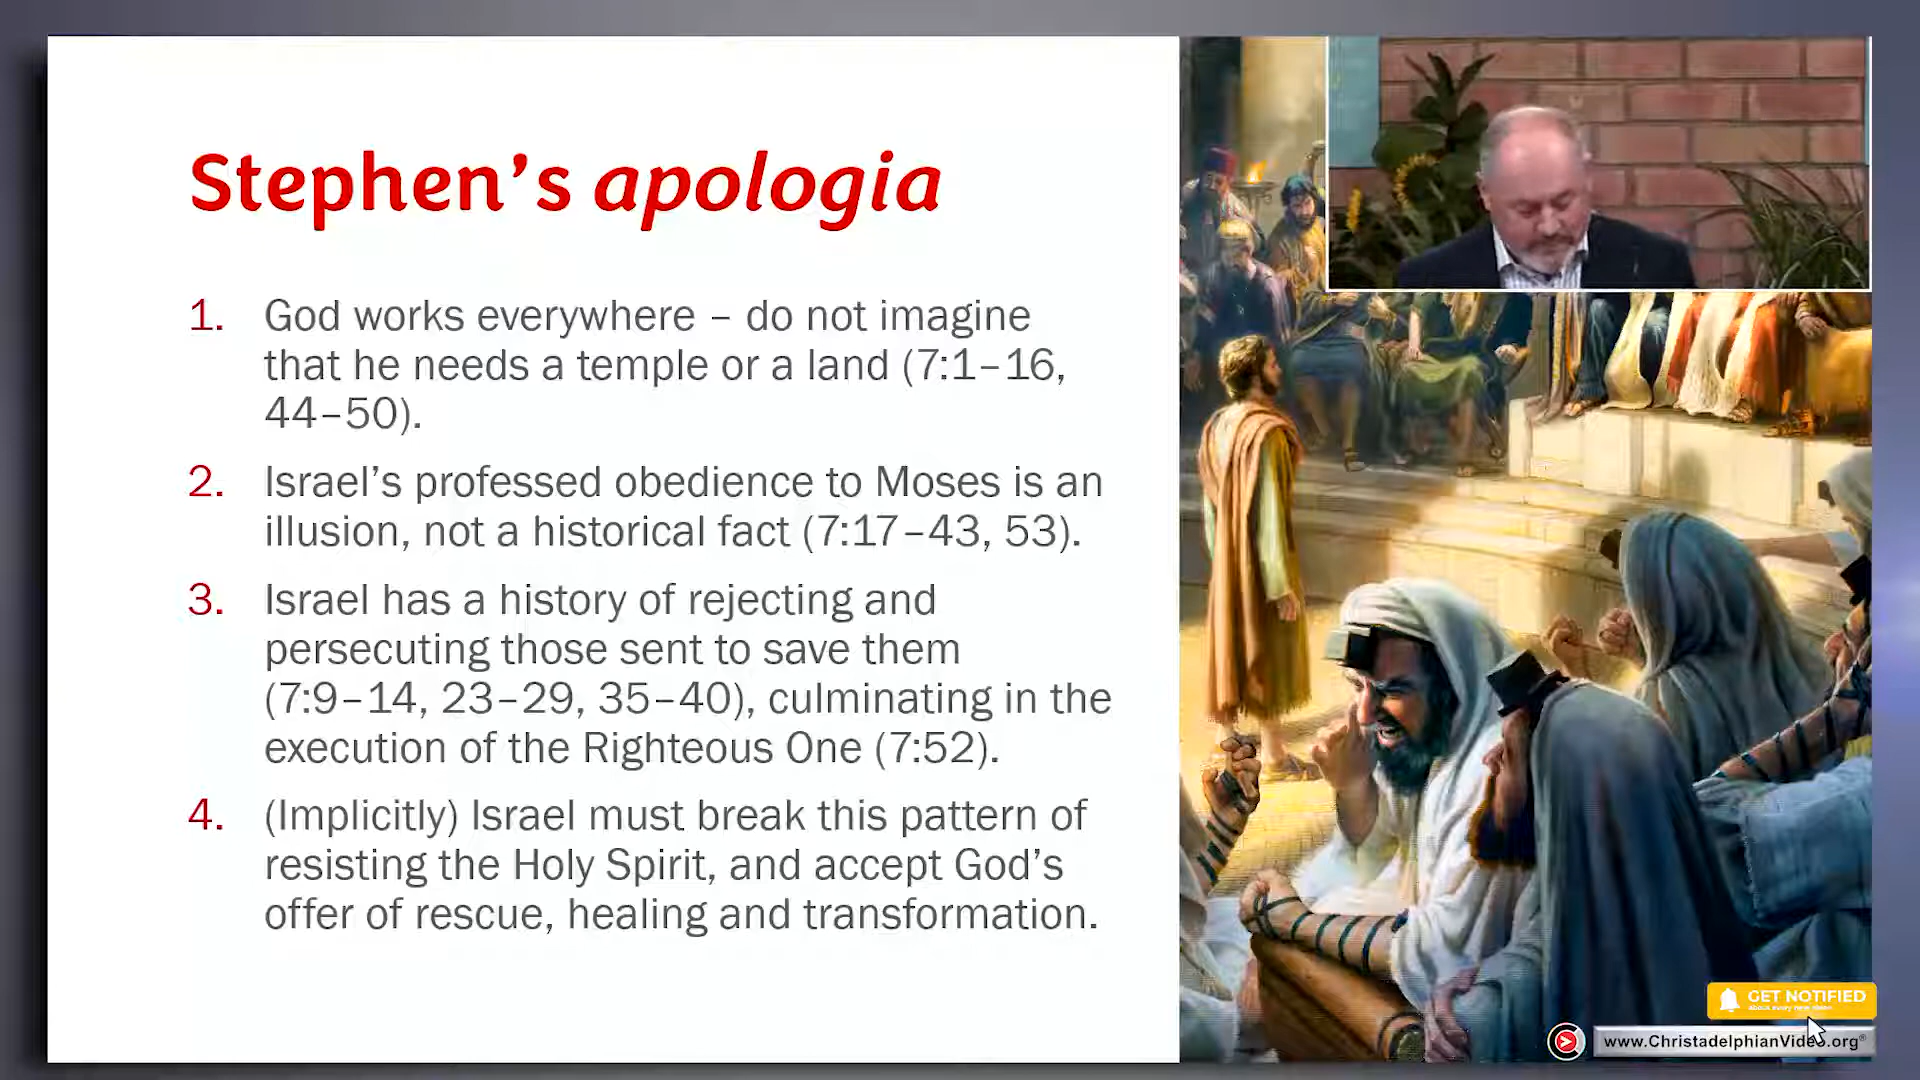 Stephen’s apologia
1. God works everywhere – do not imagine
that he needs a temple or a land (7:1–16,
44–50).
2. Israel’s professed obedience to Moses is an
illusion, not a historical fact (7:17–43, 53).
3. Israel has a history of rejecting and
persecuting those sent to save them
(7:9–14, 23–29, 35–40), culminating in the
execution of the Righteous One (7:52).
4. (Implicitly) Israel must break this pattern of
resisting the Holy Spirit, and accept God’s
offer of rescue, healing and transformation.
GET NOTIFIED
about every new
www.ChristadelphianVideo.org